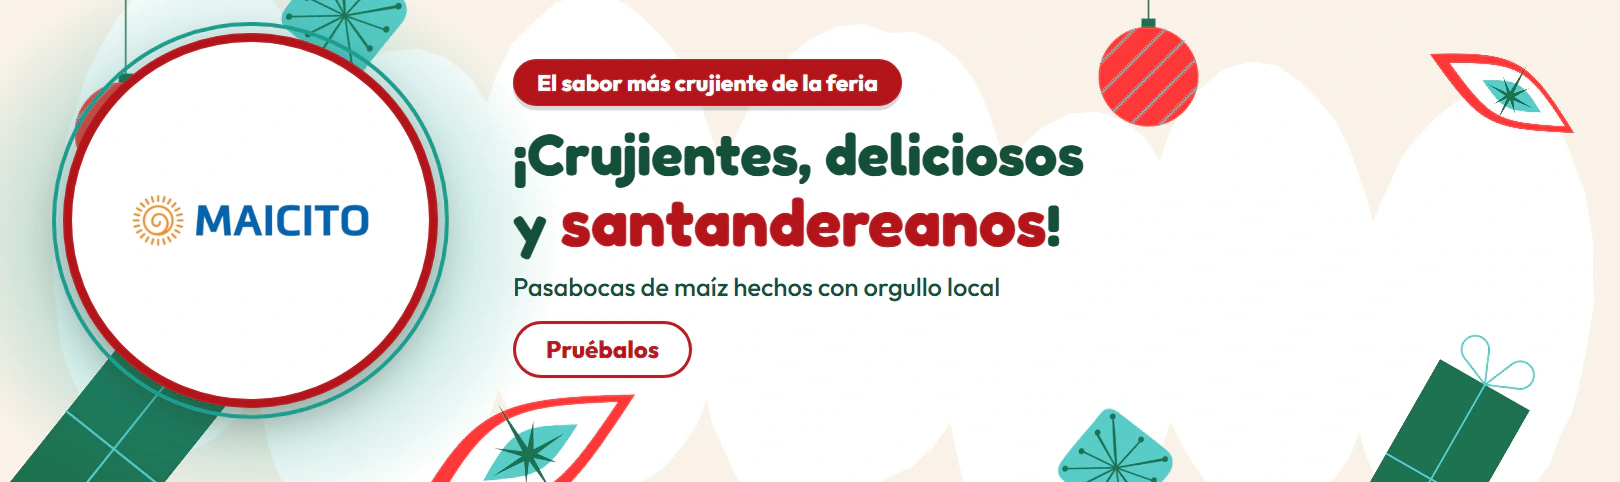 MAICITO
El sabor más crujiente de la feria
¡Crujientes, deliciosos
y santandereanos!
Pasabocas de maíz hechos con orgullo local
Pruébalos